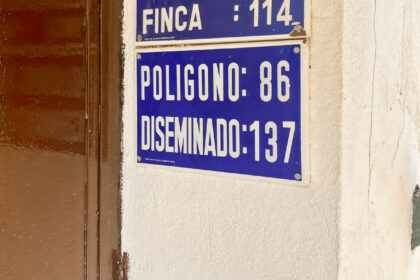 FINCA : 114
POLIGONO: 86
DISEMINADO: 137